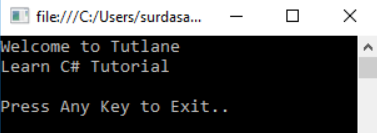 file:///C:/Users/surdasa...
Welcome to Tutlane
Learn C# Tutorial
Press Any Key to Exit..